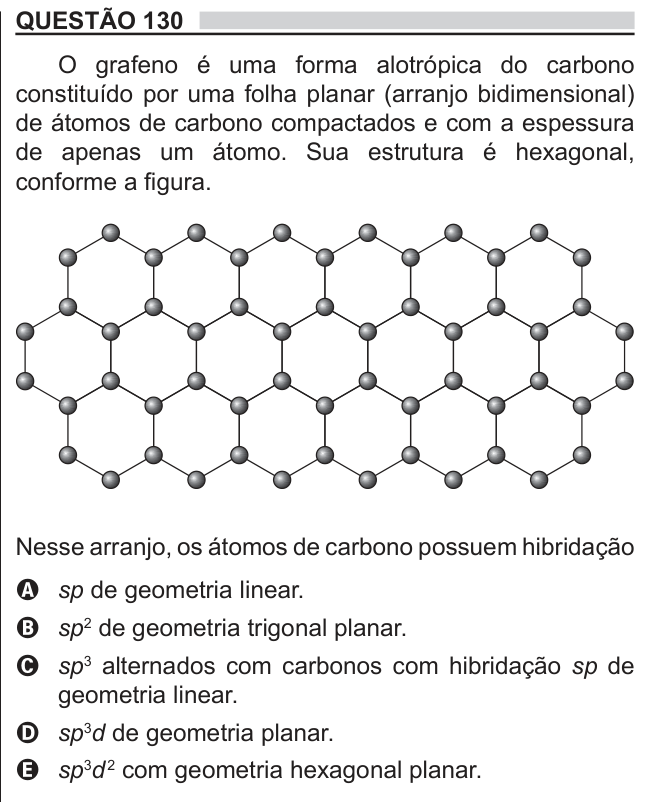 QUESTÃO 130
O grafeno é uma forma alotrópica do carbono
constituído por uma folha planar (arranjo bidimensional)
de átomos de carbono compactados e com a espessura
de apenas um átomo. Sua estrutura é hexagonal,
conforme a figura.
Nesse arranjo, os átomos de carbono possuem hibridação
A sp de geometria linear.
B sp² de geometria trigonal planar.
C sp³ alternados com carbonos com hibridação sp de
geometria linear.
D sp³d de geometria planar.
E sp³d² com geometria hexagonal planar.